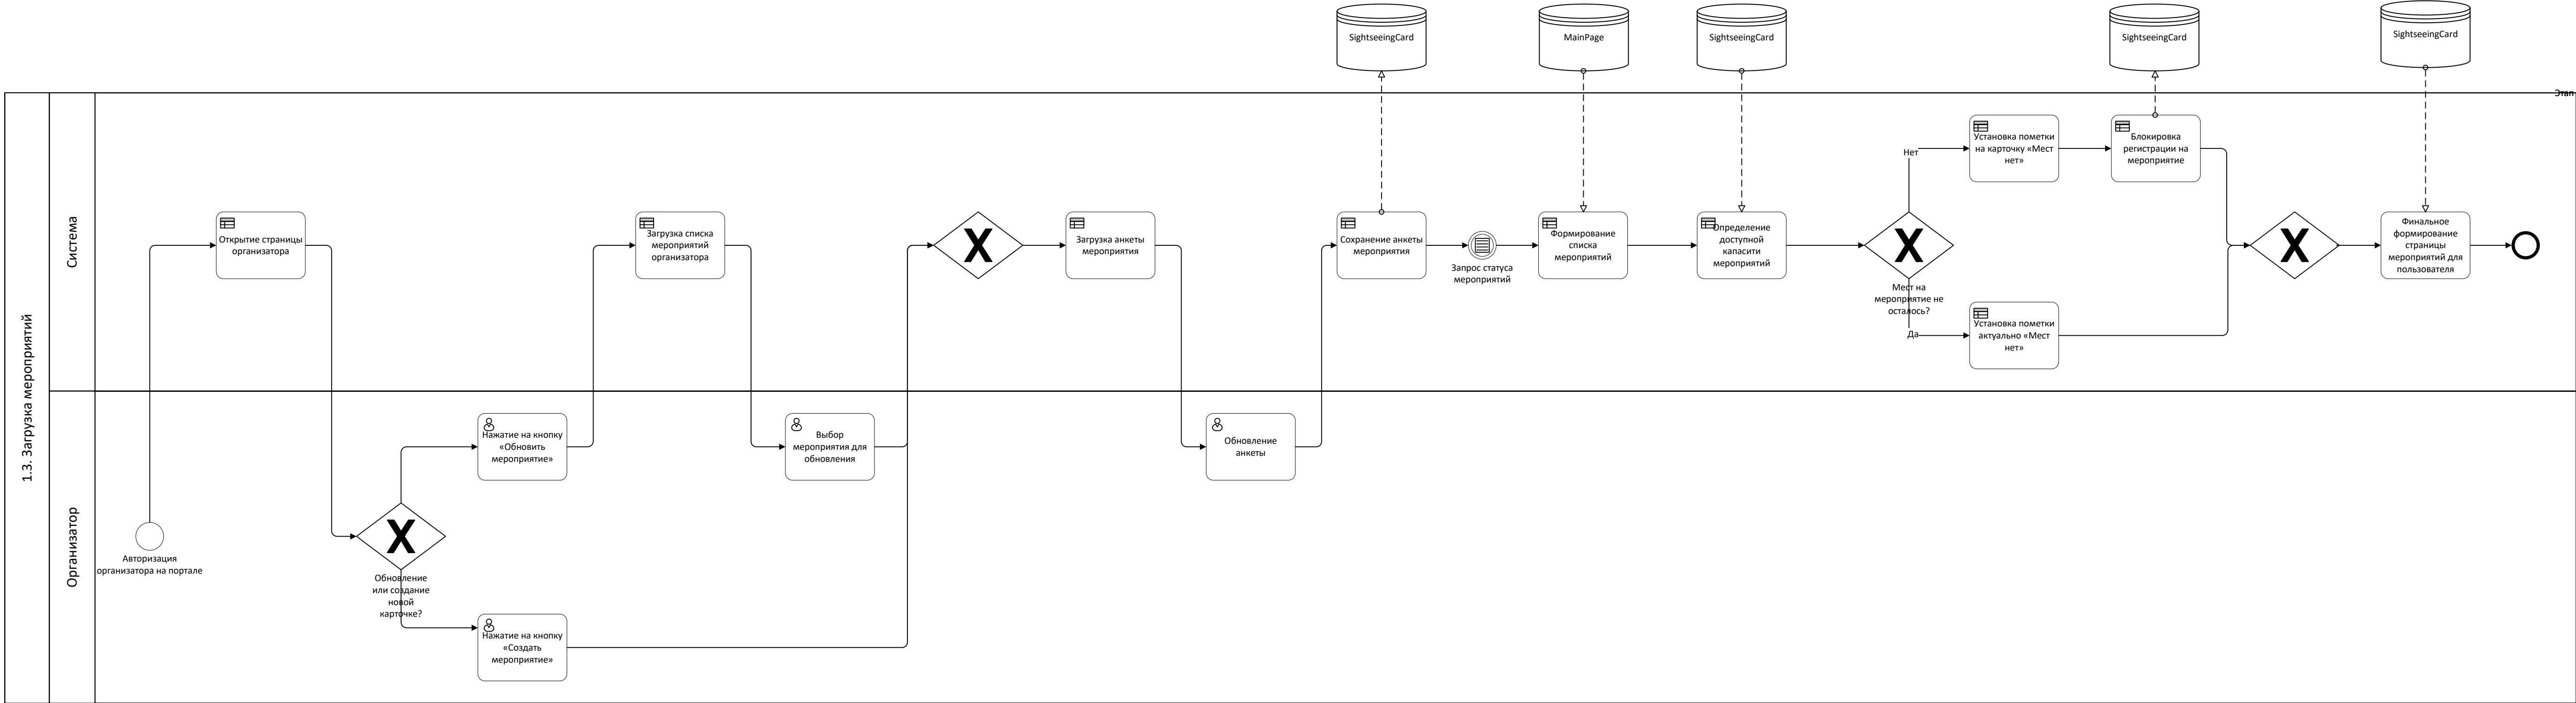 SightseeingCard
MainPage
SightseeingCard
SightseeingCard
SightseeingCard
Этап
1.3. Загрузка мероприятий
Система
Открытие страницы
организатора
Загрузка списка
мероприятий
организатора
Загрузка анкеты
мероприятия
Сохранение анкеты
мероприятия
Запрос статуса
мероприятий
Формирование
списка
мероприятий
Определение
доступной
капасити
мероприятий
Мест на
мероприятие не
осталось?
Нет
Установка пометки
на карточку «Мест
нет»
Блокировка
регистрации на
мероприятие
Да
Установка пометки
актуально «Мест
нет»
Финальное
формирование
страницы
мероприятий для
пользователя
Организатор
Авторизация
организатора на портале
Обновление
или создание
новой
карточке?
Нажатие на кнопку
«Обновить
мероприятие»
Выбор
мероприятия для
обновления
Обновление
анкеты
Нажатие на кнопку
«Создать
мероприятие»